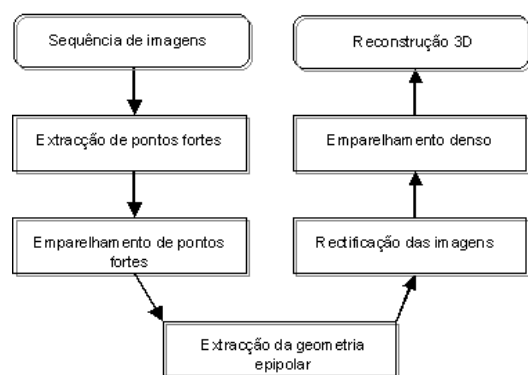 Sequência de imagens
Extracção de pontos fortes
Emparelhamento de pontos
fortes
Extracção da geometria
epipolar
Rectificação das imagens
Emparelhamento denso
Reconstrução 3D